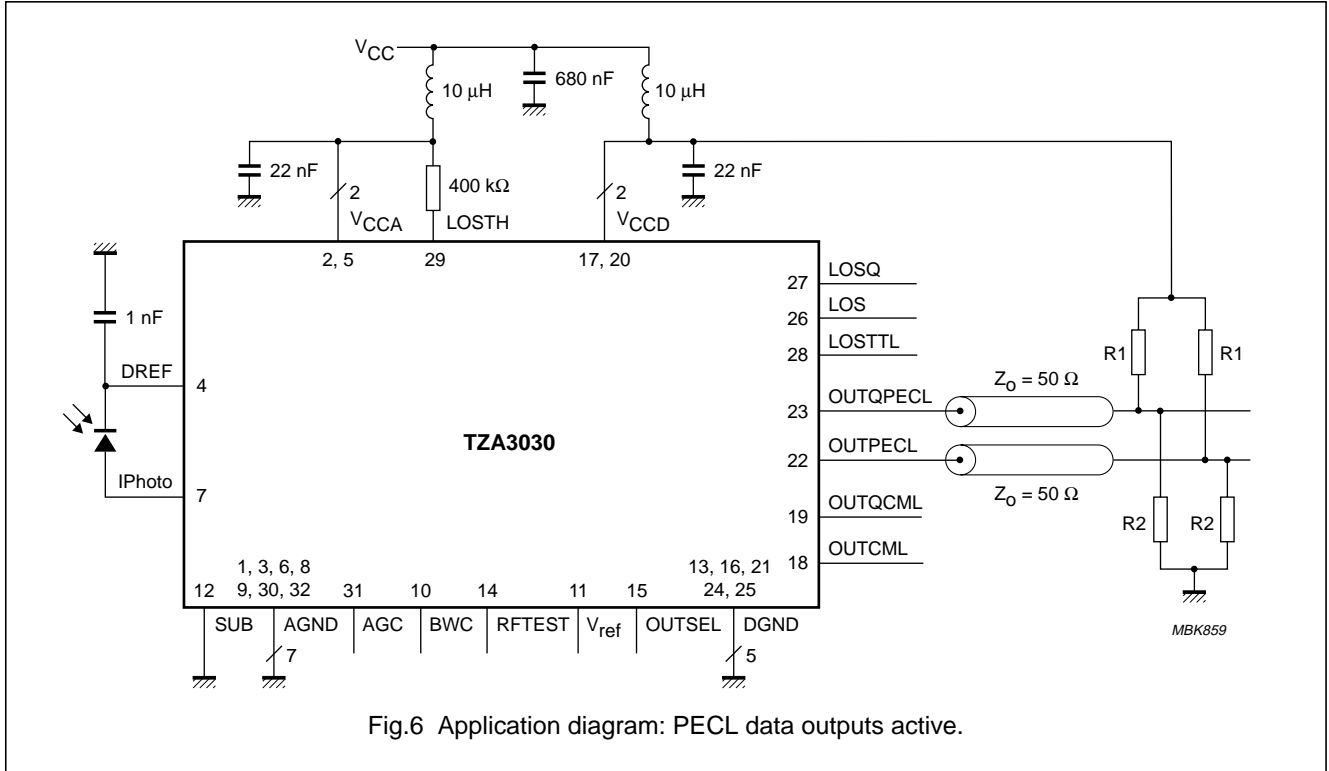 VCC
10 μH
680 nF
10 μH
22 nF
2
VCCA
400 kΩ
LOSTH
2
VCCD
22 nF
2, 5
29
17, 20
27
LOSQ
26
LOS
28
LOSTTL
1 nF
DREF
4
R1
R1
Zo = 50 Ω
23
OUTQPECL
TZA3030
22
OUTPECL
Zo = 50 Ω
IPhoto
7
19
OUTQCML
R2
R2
18
OUTCML
12
1, 3, 6, 8
9, 30, 32
31
10
14
11
15
13, 16, 21
24, 25
SUB
AGND
AGC
BWC
RFTEST
Vref
OUTSEL
DGND
7
5
MBK859
Fig.6 Application diagram: PECL data outputs active.